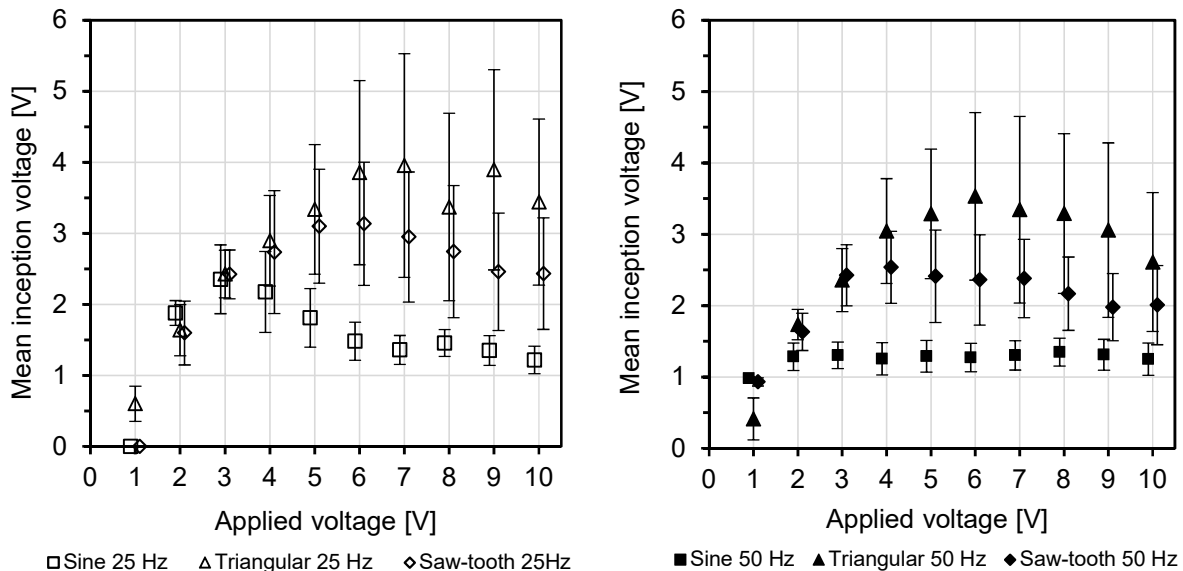 6
5
4
3
2
1
0
Mean inception voltage [V]
0 1 2 3 4 5 6 7 8 9 10
Applied voltage [V]
Sine 25 Hz Triangular 25 Hz Saw-tooth 25Hz
6
5
4
3
2
1
0
Mean inception voltage [V]
0 1 2 3 4 5 6 7 8 9 10
Applied voltage [V]
Sine 50 Hz Triangular 50 Hz Saw-tooth 50 Hz